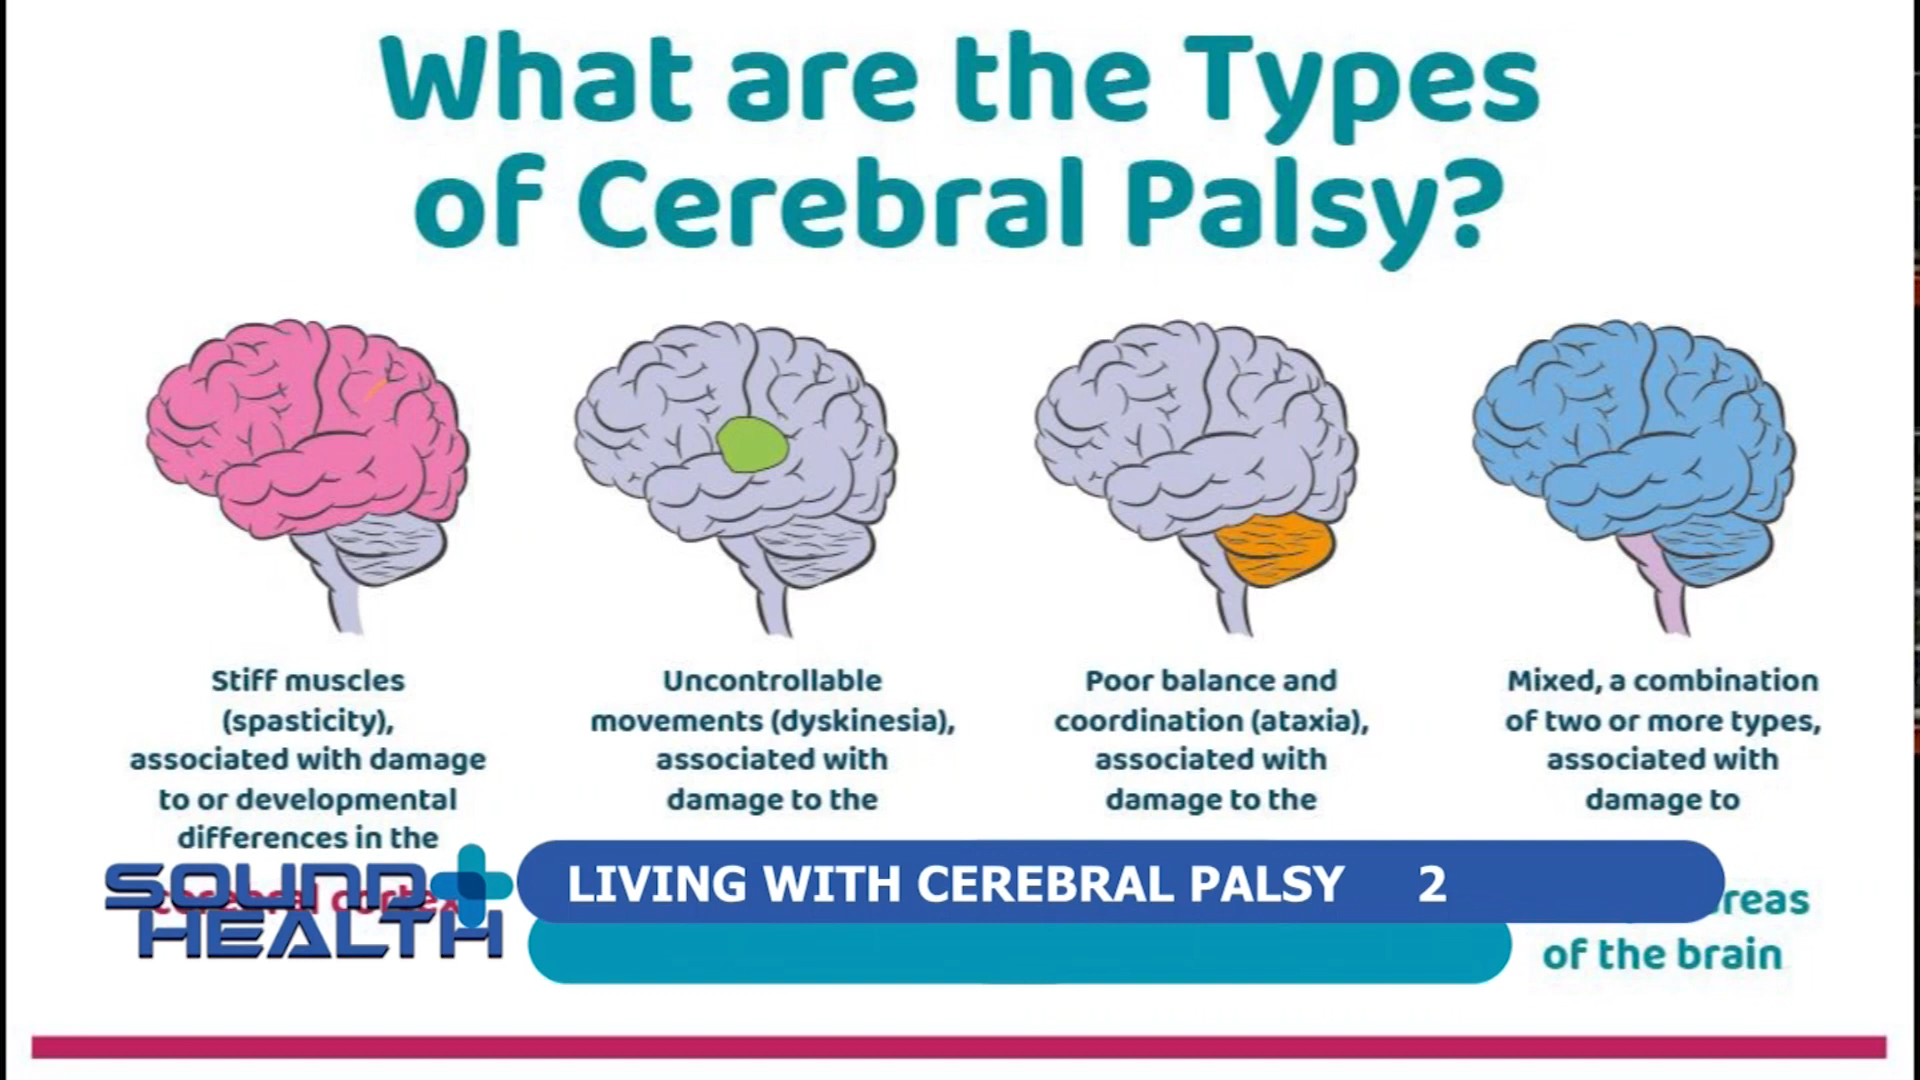 What are the Types
of Cerebral Palsy?
Stiff muscles
(spasticity),
associated with damage
to or developmental
differences in the
cerebral cortex
Uncontrollable
movements (dyskinesia),
associated with
damage to the
Poor balance and
coordination (ataxia),
associated with
damage to the
Mixed, a combination
of two or more types,
associated with
damage to
of the brain
SOUND
HEALTH
LIVING WITH CEREBRAL PALSY 2